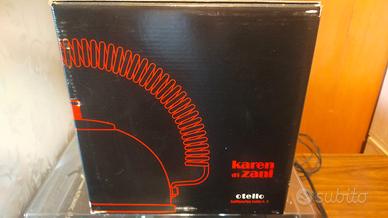 karen
di zani
otello
subito